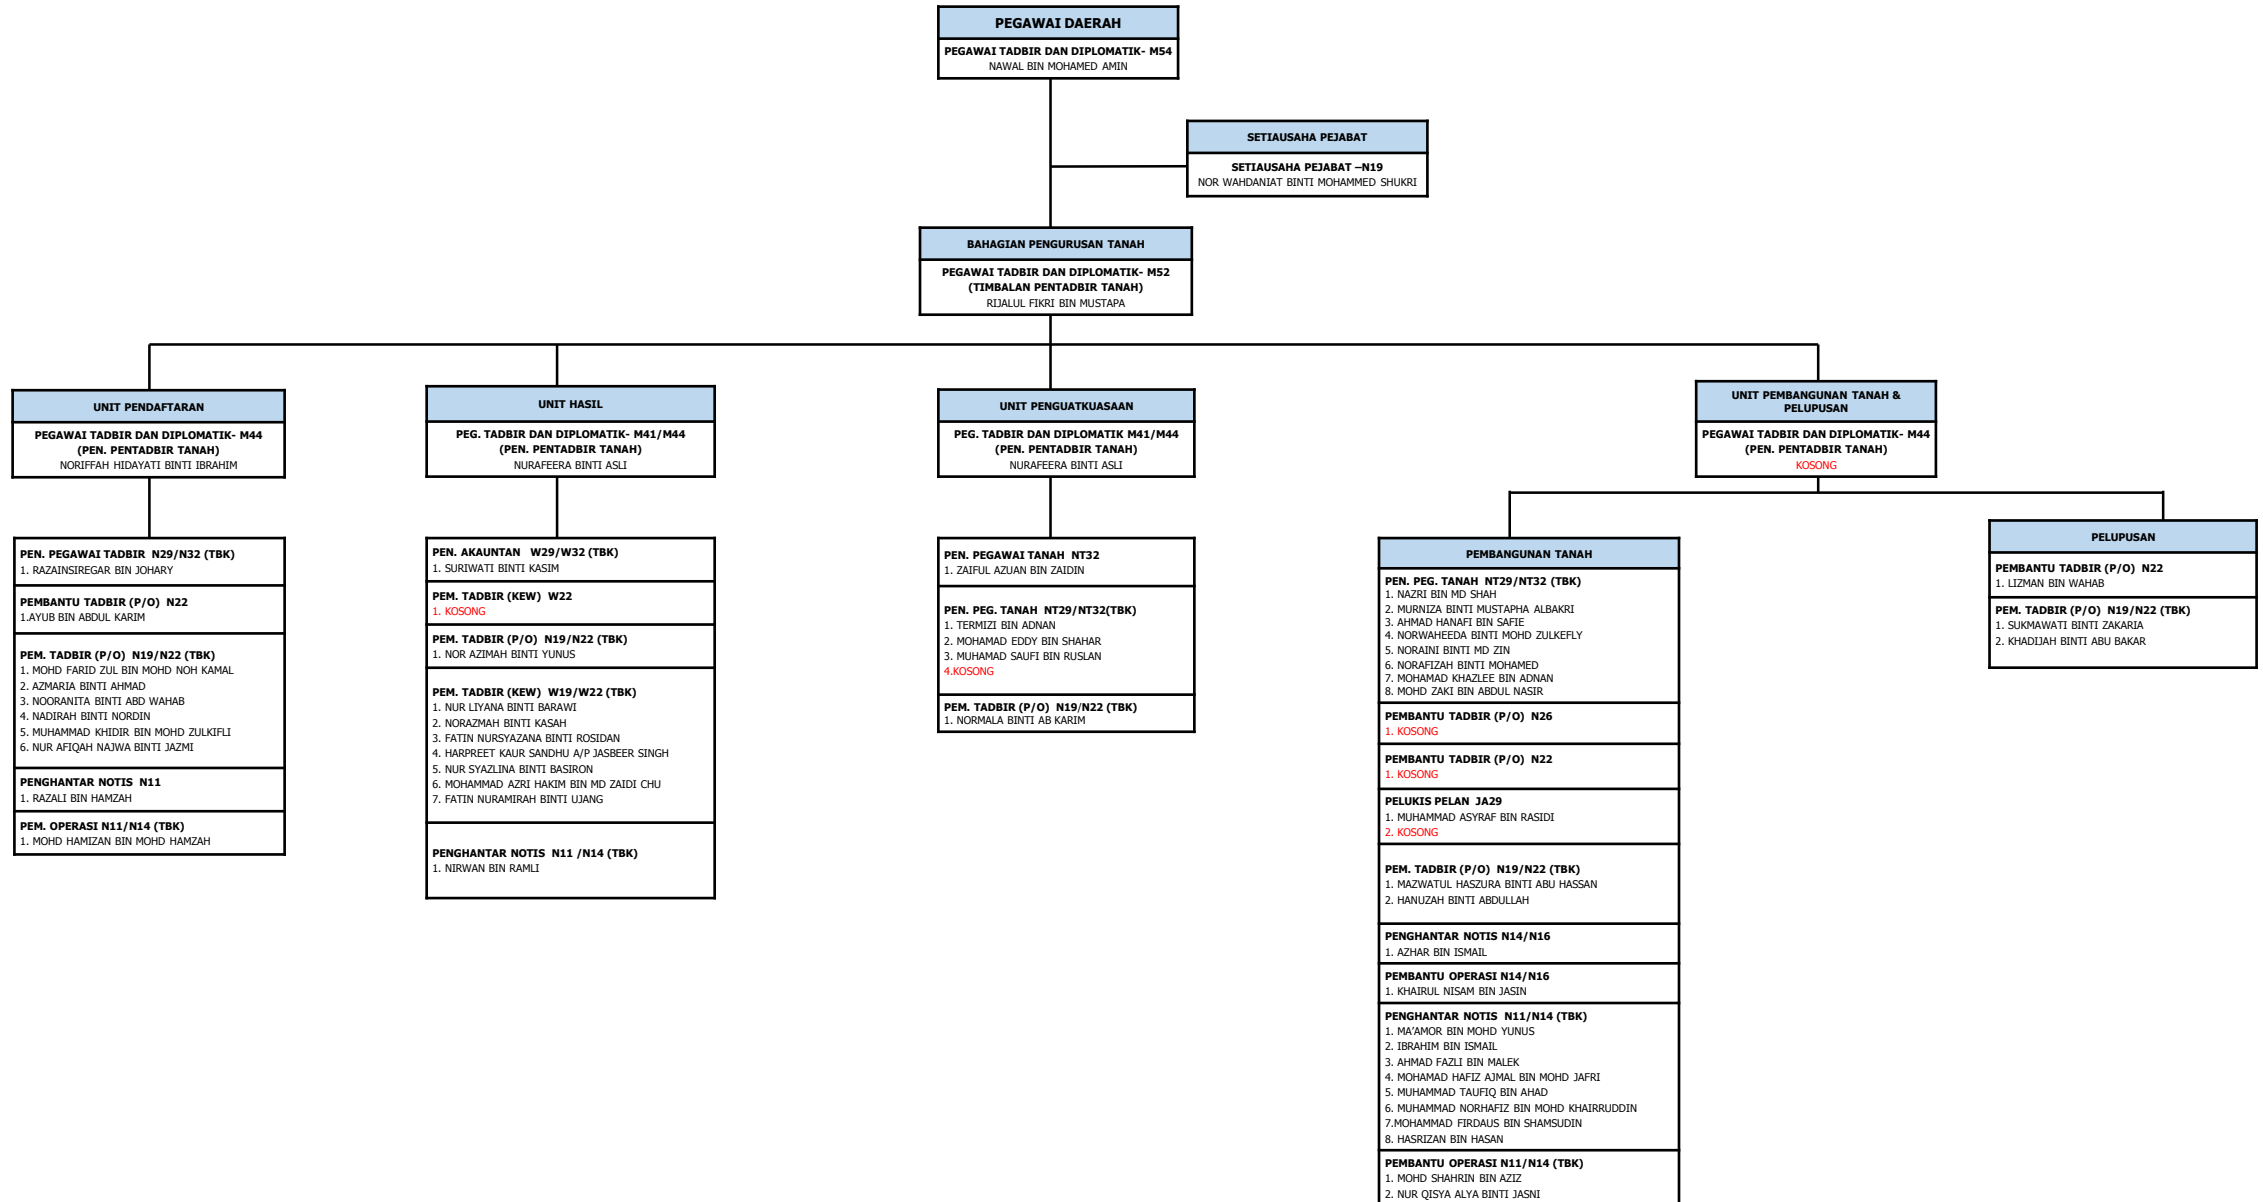 PEGAWAI DAERAH
PEGAWAI TADBIR DAN DIPLOMATIK- M54
NAWAL BIN MOHAMED AMIN
SETIAUSAHA PEJABAT
SETIAUSAHA PEJABAT –N19
NOR WAHDANIAT BINTI MOHAMMED SHUKRI
BAHAGIAN PENGURUSAN TANAH
PEGAWAI TADBIR DAN DIPLOMATIK- M52
(TIMBALAN PENTADBIR TANAH)
RIJALUL FIKRI BIN MUSTAPA
UNIT PENDAFTARAN
PEGAWAI TADBIR DAN DIPLOMATIK- M44
(PEN. PENTADBIR TANAH)
NORIFFAH HIDAYATI BINTI IBRAHIM
PEN. PEGAWAI TADBIR N29/N32 (TBK)
1. RAZAINSIREGAR BIN JOHARY
PEMBANTU TADBIR (P/O) N22
1.AYUB BIN ABDUL KARIM
PEM. TADBIR (P/O) N19/N22 (TBK)
1. MOHD FARID ZUL BIN MOHD NOH KAMAL
2. AZMARIA BINTI AHMAD
3. NOORANITA BINTI ABD WAHAB
4. NADIRAH BINTI NORDIN
5. MUHAMMAD KHIDIR BIN MOHD ZULKIFLI
6. NUR AFIQAH NAJWA BINTI JAZMI
PENGHANTAR NOTIS N11
1. RAZALI BIN HAMZAH
PEM. OPERASI N11/N14 (TBK)
1. MOHD HAMIZAN BIN MOHD HAMZAH
UNIT HASIL
PEG. TADBIR DAN DIPLOMATIK- M41/M44
(PEN. PENTADBIR TANAH)
NURAFEERA BINTI ASLI
PEN. AKAUNTAN W29/W32 (TBK)
1. SURIWATI BINTI KASIM
PEM. TADBIR (KEW) W22
1. KOSONG
PEM. TADBIR (P/O) N19/N22 (TBK)
1. NOR AZIMAH BINTI YUNUS
PEM. TADBIR (KEW) W19/W22 (TBK)
1. NUR LIYANA BINTI BARAWI
2. NORAZMAH BINTI KASAH
3. FATIN NURSYAZANA BINTI ROSIDAN
4. HARPREET KAUR SANDHU A/P JASBEER SINGH
5. NUR SYAZLINA BINTI BASIRON
6. MOHAMMAD AZRI HAKIM BIN MD ZAIDI CHU
7. FATIN NURAMIRAH BINTI UJANG
PENGHANTAR NOTIS N11 /N14 (TBK)
1. NIRWAN BIN RAMLI
UNIT PENGUATKUASAAN
PEG. TADBIR DAN DIPLOMATIK M41/M44
(PEN. PENTADBIR TANAH)
NURAFEERA BINTI ASLI
PEN. PEGAWAI TANAH NT32
1. ZAIFUL AZUAN BIN ZAIDIN
PEN. PEG. TANAH NT29/NT32(TBK)
1. TERMIZI BIN ADNAN
2. MOHAMAD EDDY BIN SHAHAR
3. MUHAMAD SAUFI BIN RUSLAN
4.KOSONG
PEM. TADBIR (P/O) N19/N22 (TBK)
1. NORMALA BINTI AB KARIM
UNIT PEMBANGUNAN TANAH &
PELUPUSAN
PEGAWAI TADBIR DAN DIPLOMATIK- M44
(PEN. PENTADBIR TANAH)
KOSONG
PEMBANGUNAN TANAH
PEN. PEG. TANAH NT29/NT32 (TBK)
1. NAZRI BIN MD SHAH
2. MURNIZA BINTI MUSTAPHA ALBAKRI
3. AHMAD HANAFI BIN SAFIE
4. NORWAHEEDA BINTI MOHD ZULKEFLY
5. NORAINI BINTI MD ZIN
6. NORAFIZAH BINTI MOHAMED
7. MOHAMAD KHAZLEE BIN ADNAN
8. MOHD ZAKI BIN ABDUL NASIR
PEMBANTU TADBIR (P/O) N26
1. KOSONG
PEMBANTU TADBIR (P/O) N22
1. KOSONG
PELUKIS PELAN JA29
1. MUHAMMAD ASYRAF BIN RASIDI
2. KOSONG
PEM. TADBIR (P/O) N19/N22 (TBK)
1. MAZWATUL HASZURA BINTI ABU HASSAN
2. HANUZAH BINTI ABDULLAH
PENGHANTAR NOTIS N14/N16
1. AZHAR BIN ISMAIL
PEMBANTU OPERASI N14/N16
1. KHAIRUL NISAM BIN JASIN
PENGHANTAR NOTIS N11/N14 (TBK)
1. MA'AMOR BIN MOHD YUNUS
2. IBRAHIM BIN ISMAIL
3. AHMAD FAZLI BIN MALEK
4. MOHAMAD HAFIZ AJMAL BIN MOHD JAFRI
5. MUHAMMAD TAUFIQ BIN AHAD
6. MUHAMMAD NORHAFIZ BIN MOHD KHAIRRUDDIN
7.MOHAMMAD FIRDAUS BIN SHAMSUDIN
8. HASRIZAN BIN HASAN
PEMBANTU OPERASI N11/N14 (TBK)
1. MOHD SHAHRIN BIN AZIZ
2. NUR QISYA ALYA BINTI JASNI
PELUPUSAN
PEMBANTU TADBIR (P/O) N22
1. LIZMAN BIN WAHAB
PEM. TADBIR (P/O) N19/N22 (TBK)
1. SUKMAWATI BINTI ZAKARIA
2. KHADIJAH BINTI ABU BAKAR